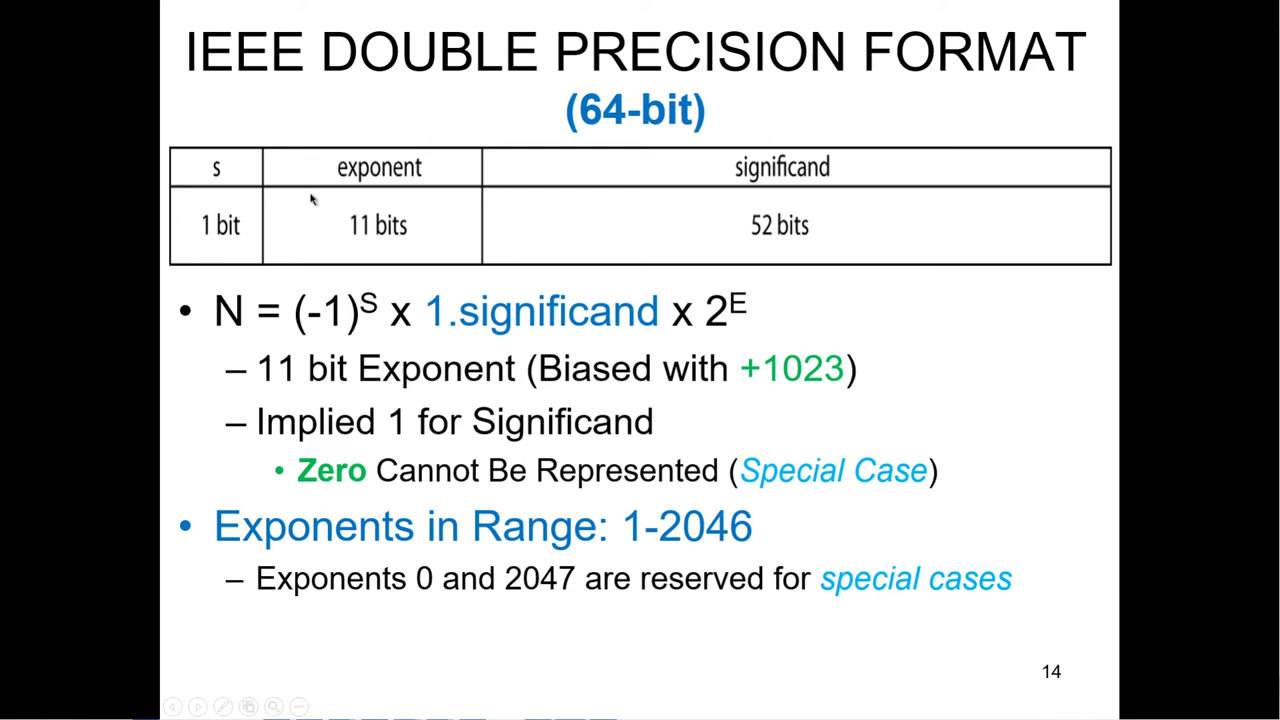 IEEE DOUBLE PRECISION FORMAT
(64-bit)
s exponent significand
1 bit 11 bits 52 bits
• N = (-1)^S x 1.significand x 2^E
– 11 bit Exponent (Biased with +1023)
– Implied 1 for Significand
• Zero Cannot Be Represented (Special Case)
• Exponents in Range: 1-2046
– Exponents 0 and 2047 are reserved for special cases
14